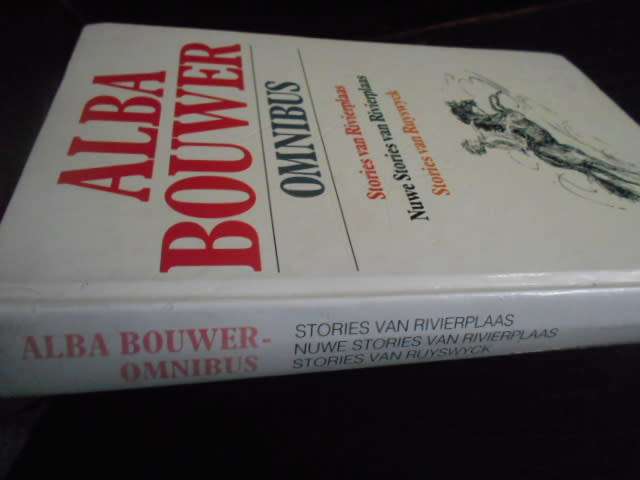 ALBA
BOUWER
OMNIBUS
Stories van Rivierplaas
Nuwe Stories van Rivierplaas
Stories van Ruyswyck
ALBA BOUWER-
OMNIBUS
STORIES VAN RIVIERPLAAS
NUWE STORIES VAN RIVIERPLAAS
STORIES VAN RUYSWYCK